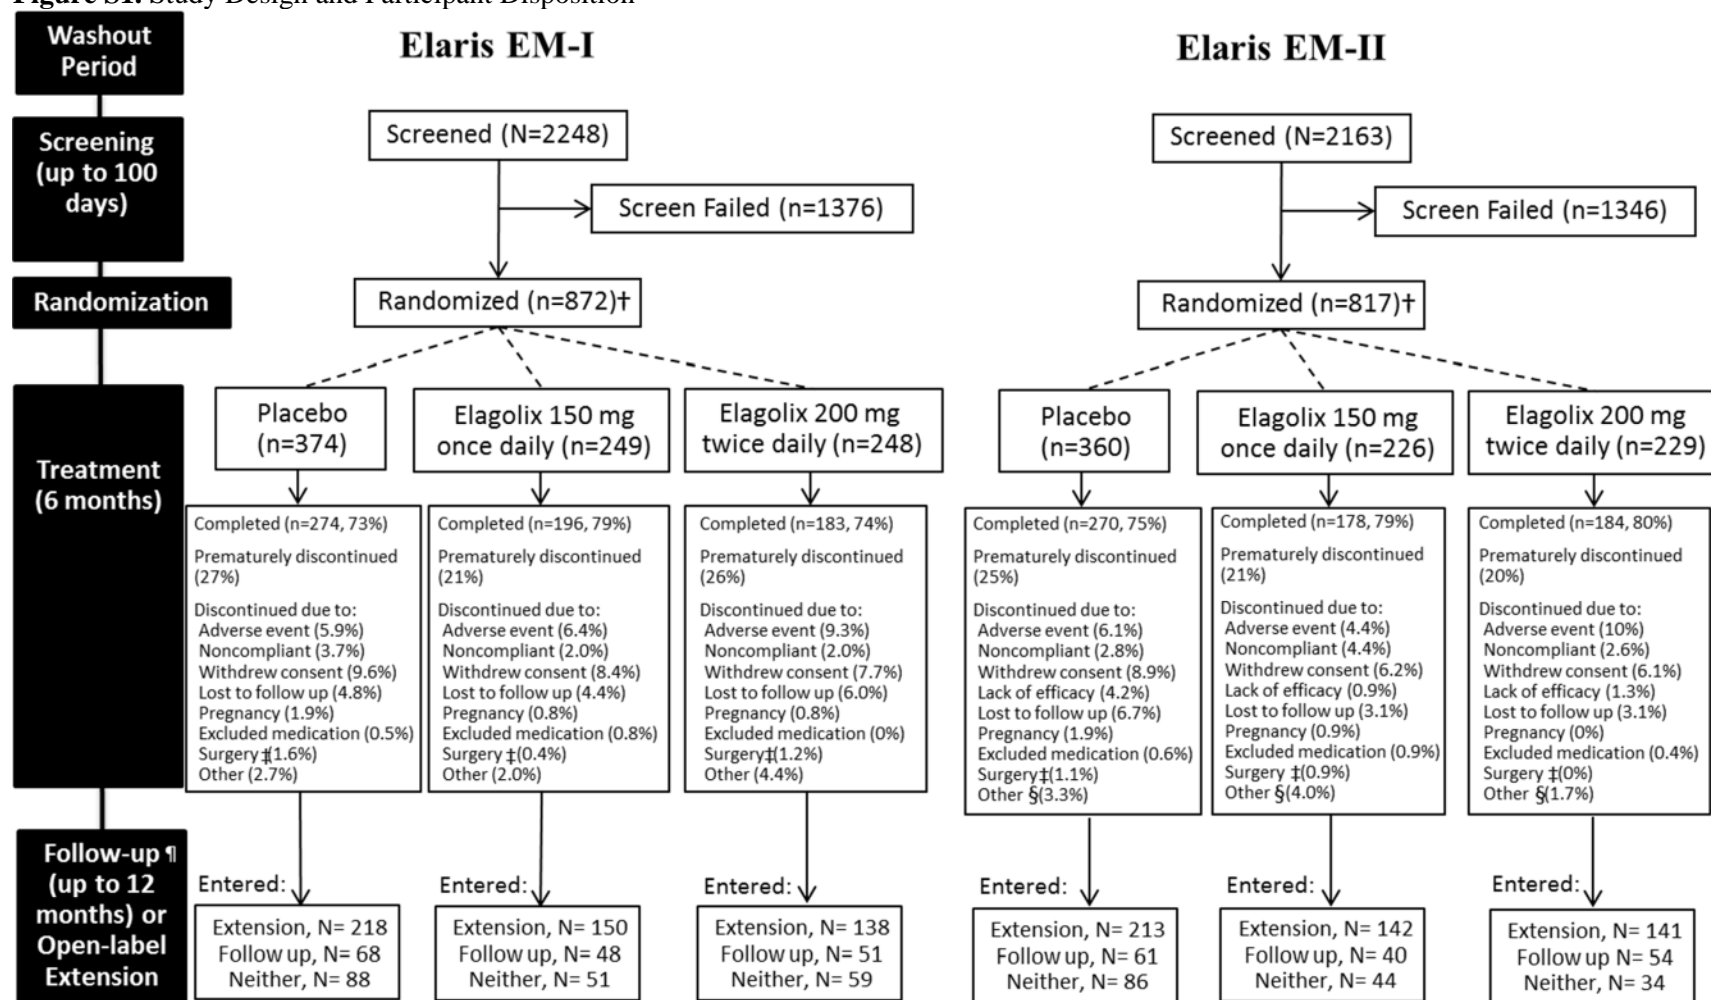 Figure S1. Study Design and Participant Disposition
Washout
Period
Screening
(up to 100
days)
Randomization
Treatment
(6 months)
Follow-up ¶
(up to 12
months) or
Open-label
Extension
Elaris EM-I
Screened (N=2248)
Screen Failed (n=1376)
Randomized (n=872)†
Placebo
(n=374)
Elagolix 150 mg
once daily (n=249)
Elagolix 200 mg
twice daily (n=248)
Completed (n=274, 73%)
Prematurely discontinued
(27%)
Discontinued due to:
Adverse event (5.9%)
Noncompliant (3.7%)
Withdrew consent (9.6%)
Lost to follow up (4.8%)
Pregnancy (1.9%)
Excluded medication (0.5%)
Surgery ‡(1.6%)
Other (2.7%)
Completed (n=196, 79%)
Prematurely discontinued
(21%)
Discontinued due to:
Adverse event (6.4%)
Noncompliant (2.0%)
Withdrew consent (8.4%)
Lost to follow up (4.4%)
Pregnancy (0.8%)
Excluded medication (0.8%)
Surgery ‡(0.4%)
Other (2.0%)
Completed (n=183, 74%)
Prematurely discontinued
(26%)
Discontinued due to:
Adverse event (9.3%)
Noncompliant (2.0%)
Withdrew consent (7.7%)
Lost to follow up (6.0%)
Pregnancy (0.8%)
Excluded medication (0%)
Surgery‡(1.2%)
Other (4.4%)
Entered:
Extension, N= 218
Follow up, N= 68
Neither, N= 88
Entered:
Extension, N= 150
Follow up, N= 48
Neither, N= 51
Entered:
Extension, N= 138
Follow up, N= 51
Neither, N= 59
Elaris EM-II
Screened (N=2163)
Screen Failed (n=1346)
Randomized (n=817)†
Placebo
(n=360)
Elagolix 150 mg
once daily (n=226)
Elagolix 200 mg
twice daily (n=229)
Completed (n=270, 75%)
Prematurely discontinued
(25%)
Discontinued due to:
Adverse event (6.1%)
Noncompliant (2.8%)
Withdrew consent (8.9%)
Lack of efficacy (4.2%)
Lost to follow up (6.7%)
Pregnancy (1.9%)
Excluded medication (0.6%)
Surgery‡(1.1%)
Other §(3.3%)
Completed (n=178, 79%)
Prematurely discontinued
(21%)
Discontinued due to:
Adverse event (4.4%)
Noncompliant (4.4%)
Withdrew consent (6.2%)
Lack of efficacy (0.9%)
Lost to follow up (3.1%)
Pregnancy (0.9%)
Excluded medication (0.9%)
Surgery ‡(0.9%)
Other §(4.0%)
Completed (n=184, 80%)
Prematurely discontinued
(20%)
Discontinued due to:
Adverse event (10%)
Noncompliant (2.6%)
Withdrew consent (6.1%)
Lack of efficacy (1.3%)
Lost to follow up (3.1%)
Pregnancy (0%)
Excluded medication (0.4%)
Surgery ‡(0%)
Other §(1.7%)
Entered:
Extension, N= 213
Follow up, N= 61
Neither, N= 86
Entered:
Extension, N= 142
Follow up, N= 40
Neither, N= 44
Entered:
Extension, N= 141
Follow up, N= 54
Neither, N= 34